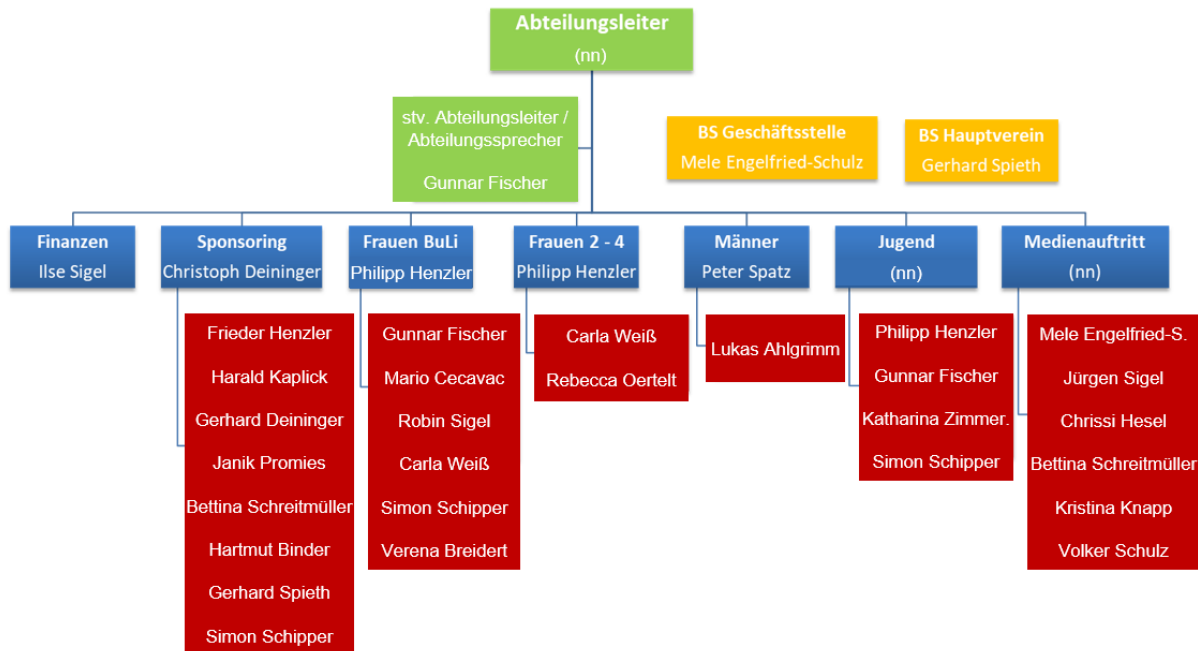 Abteilungsleiter
(nn)
stv. Abteilungsleiter /
Abteilungssprecher
Gunnar Fischer
BS Geschäftsstelle
Mele Engelfried-Schulz
BS Hauptverein
Gerhard Spieth
Finanzen
Ilse Sigel
Sponsoring
Christoph Deininger
Frieder Henzler
Harald Kaplick
Gerhard Deininger
Janik Promies
Bettina Schreitmüller
Hartmut Binder
Gerhard Spieth
Simon Schipper
Frauen BuLi
Philipp Henzler
Gunnar Fischer
Mario Cecavac
Robin Sigel
Carla Weiß
Simon Schipper
Verena Breidert
Frauen 2 - 4
Philipp Henzler
Carla Weiß
Rebecca Oertelt
Männer
Peter Spatz
Lukas Ahlgrimm
Jugend
(nn)
Philipp Henzler
Gunnar Fischer
Katharina Zimmer.
Simon Schipper
Medienauftritt
(nn)
Mele Engelfried-S.
Jürgen Sigel
Chrissi Hesel
Bettina Schreitmüller
Kristina Knapp
Volker Schulz